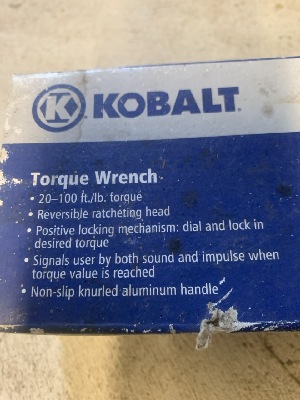 K KOBALT
Torque Wrench
• 20–100 ft./lb. torque
• Reversible ratcheting head
• Positive locking mechanism: dial and lock in
desired torque
• Signals user by both sound and impulse when
torque value is reached
• Non-slip knurled aluminum handle